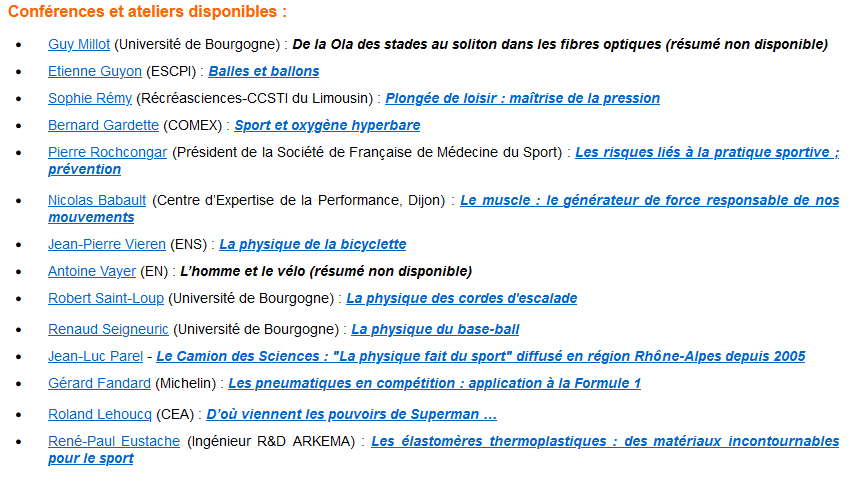 Conférences et ateliers disponibles :
Guy Millot (Université de Bourgogne) : De la Ola des stades au soliton dans les fibres optiques (résumé non disponible)
Etienne Guyon (ESCPI) : Balles et ballons
Sophie Rémy (Récréasciences-CCSTI du Limousin) : Plongée de loisir : maîtrise de la pression
Bernard Gardette (COMEX) : Sport et oxygène hyperbare
Pierre Rochcongar (Président de la Société de Française de Médecine du Sport) : Les risques liés à la pratique sportive ;
prévention
Nicolas Babault (Centre d'Expertise de la Performance, Dijon) : Le muscle : le générateur de force responsable de nos
mouvements
Jean-Pierre Vieren (ENS) : La physique de la bicyclette
Antoine Vayer (EN) : L'homme et le vélo (résumé non disponible)
Robert Saint-Loup (Université de Bourgogne) : La physique des cordes d'escalade
Renaud Seigneuric (Université de Bourgogne) : La physique du base-ball
Jean-Luc Parel - Le Camion des Sciences : "La physique fait du sport" diffusé en région Rhône-Alpes depuis 2005
Gérard Fandard (Michelin) : Les pneumatiques en compétition : application à la Formule 1
Roland Lehoucq (CEA) : D'où viennent les pouvoirs de Superman …
René-Paul Eustache (Ingénieur R&D ARKEMA) : Les élastomères thermoplastiques : des matériaux incontournables
pour le sport